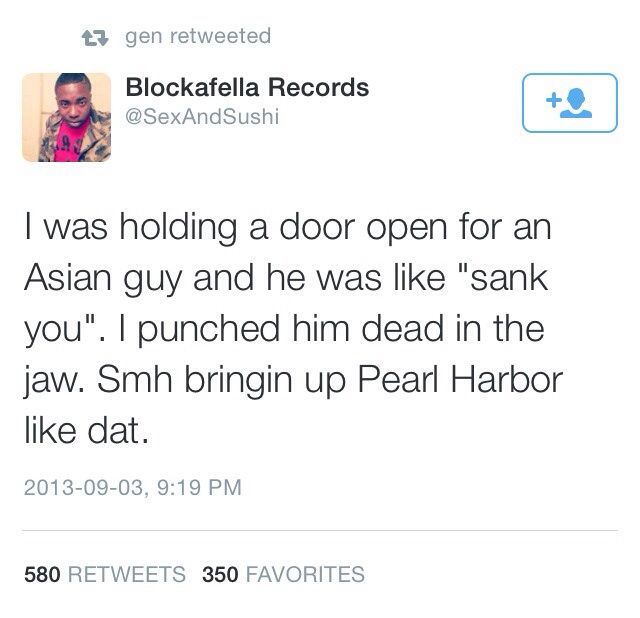 gen retweeted
Blockafella Records
@SexAndSushi
I was holding a door open for an
Asian guy and he was like "sank
you". I punched him dead in the
jaw. Smh bringin up Pearl Harbor
like dat.
2013-09-03, 9:19 PM
580 RETWEETS 350 FAVORITES